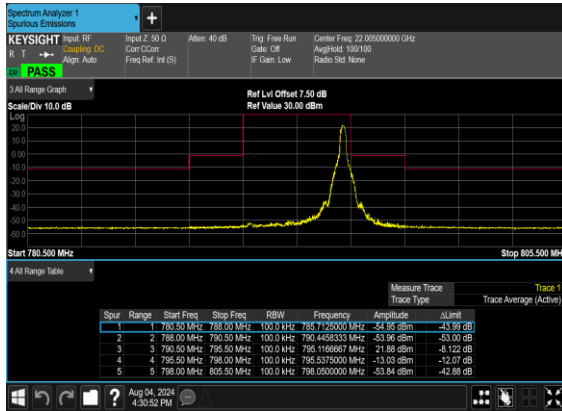 Spectrum Analyzer 1
Spurious Emissions
KEYSIGHT Input: RF Input Z: 50 Ω Atten: 40 dB Trig: Free Run Center Freq: 22.005000000 GHz
R T Coupling: DC Corr CCorr Gate: Off Avg|Hold: 100/100
Align: Auto Freq Ref: Int (S) IF Gain: Low Radio Std: None
PASS
3 All Range Graph
Ref Lvl Offset 7.50 dB
Scale/Div 10.0 dB Ref Value 30.00 dBm
Log
20.0
10.0
0.00
-10.0
-20.0
-30.0
-40.0
-50.0
-60.0
Start 780.500 MHz Stop 805.500 MHz
4 All Range Table
Measure Trace Trace 1
Trace Type Trace Average (Active)
Spur Range Start Freq Stop Freq RBW Frequency Amplitude ΔLimit
1 1 780.50 MHz 788.00 MHz 100.0 kHz 785.7125000 MHz -54.95 dBm -43.99 dB
2 2 788.00 MHz 790.50 MHz 100.0 kHz 790.4458333 MHz -53.96 dBm -53.00 dB
3 3 790.50 MHz 795.50 MHz 100.0 kHz 795.1166667 MHz 21.88 dBm -8.122 dB
4 4 795.50 MHz 798.00 MHz 100.0 kHz 795.5375000 MHz -13.03 dBm -12.07 dB
5 5 798.00 MHz 805.50 MHz 100.0 kHz 798.0500000 MHz -53.84 dBm -42.88 dB
Aug 04, 2024
4:30:52 PM